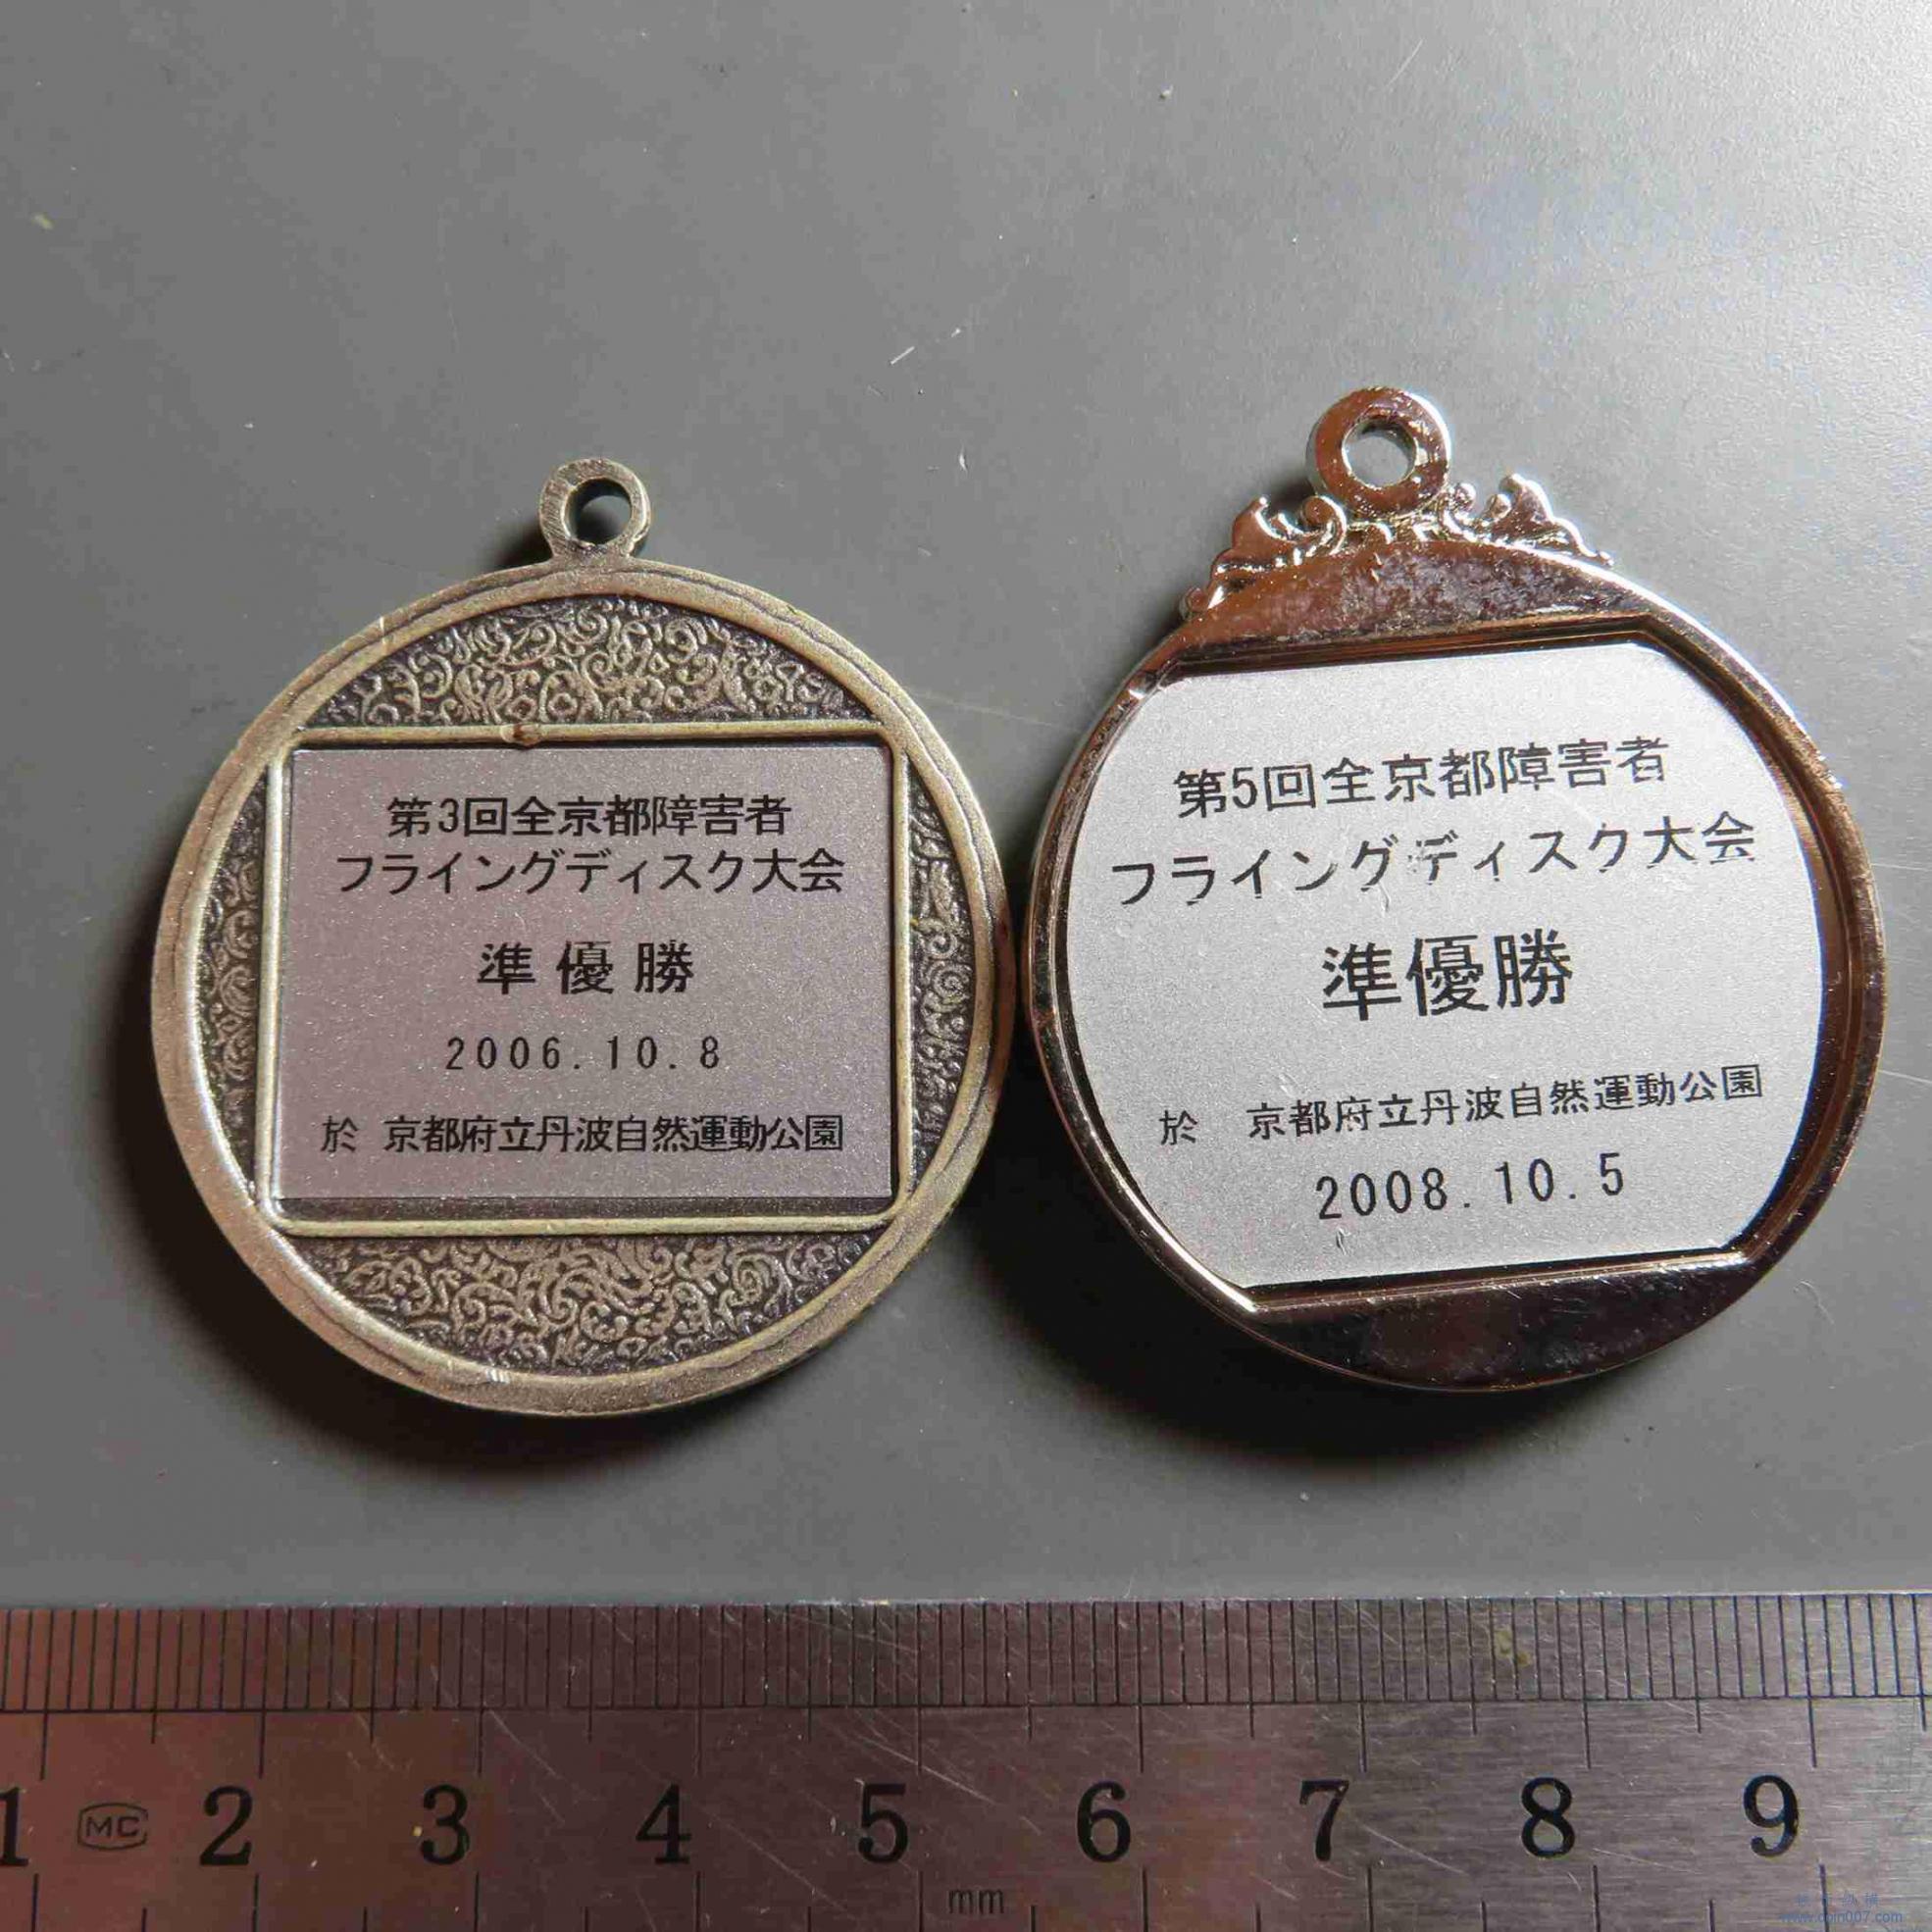 第3回全京都障害者
フライングディスク大会
準優勝
2006.10.8
於 京都府立丹波自然運動公園
第5回全京都障害者
フライングディスク大会
準優勝
於 京都府立丹波自然運動公園
2008.10.5
1 MC 2 3 4 5 6 7 8 9
mm
www.coin007.com